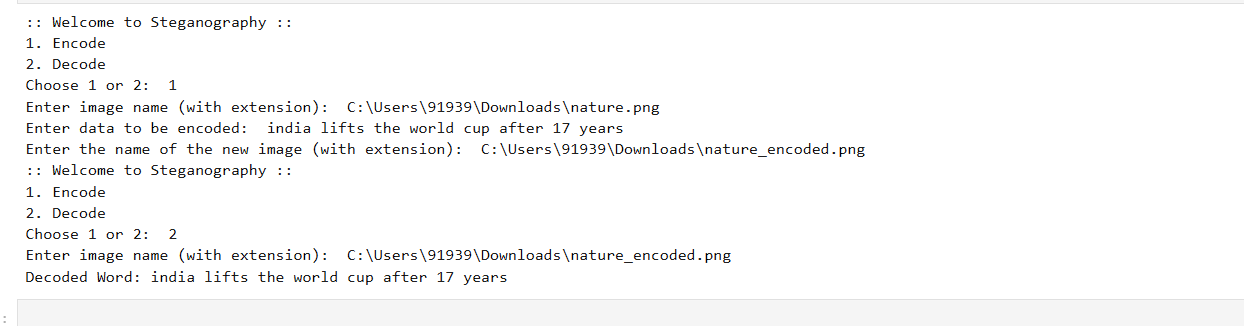 :: Welcome to Steganography ::
1. Encode
2. Decode
Choose 1 or 2:  1
Enter image name (with extension):  C:\Users\91939\Downloads\nature.png
Enter data to be encoded:  india lifts the world cup after 17 years
Enter the name of the new image (with extension):  C:\Users\91939\Downloads\nature_encoded.png
:: Welcome to Steganography ::
1. Encode
2. Decode
Choose 1 or 2:  2
Enter image name (with extension):  C:\Users\91939\Downloads\nature_encoded.png
Decoded Word: india lifts the world cup after 17 years
: